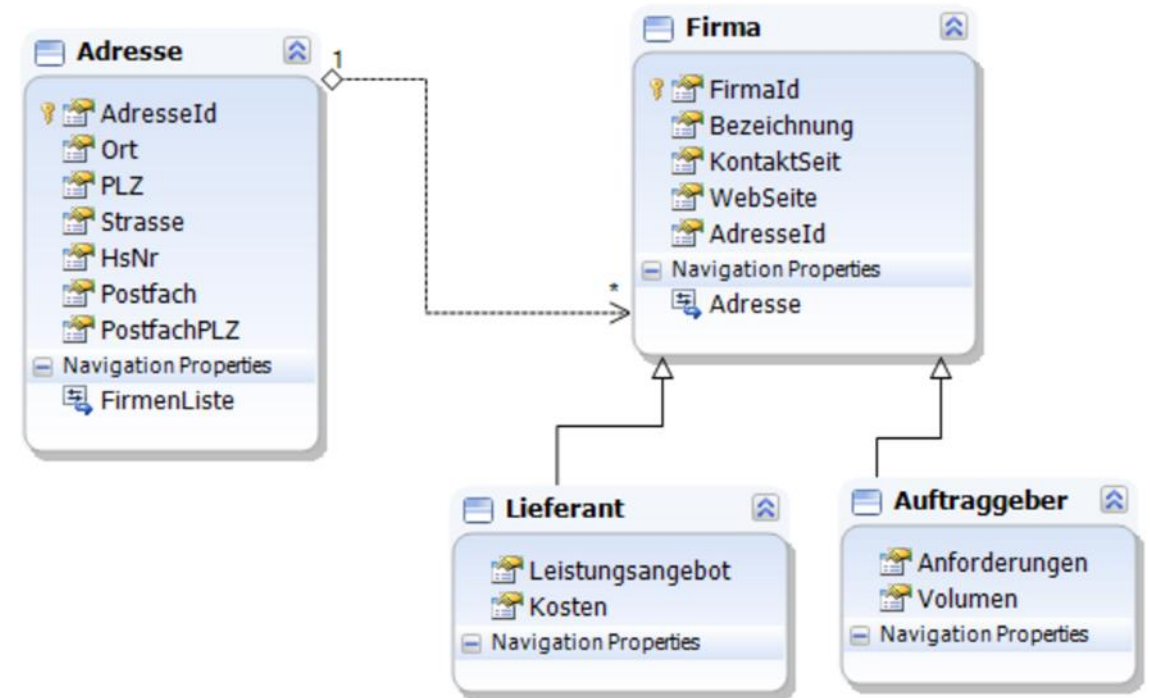 Adresse
AdresseId
Ort
PLZ
Strasse
HsNr
Postfach
PostfachPLZ
Navigation Properties
FirmenListe
1
*
Firma
FirmaId
Bezeichnung
KontaktSeit
WebSeite
AdresseId
Navigation Properties
Adresse
Lieferant
Leistungsangebot
Kosten
Navigation Properties
Auftraggeber
Anforderungen
Volumen
Navigation Properties